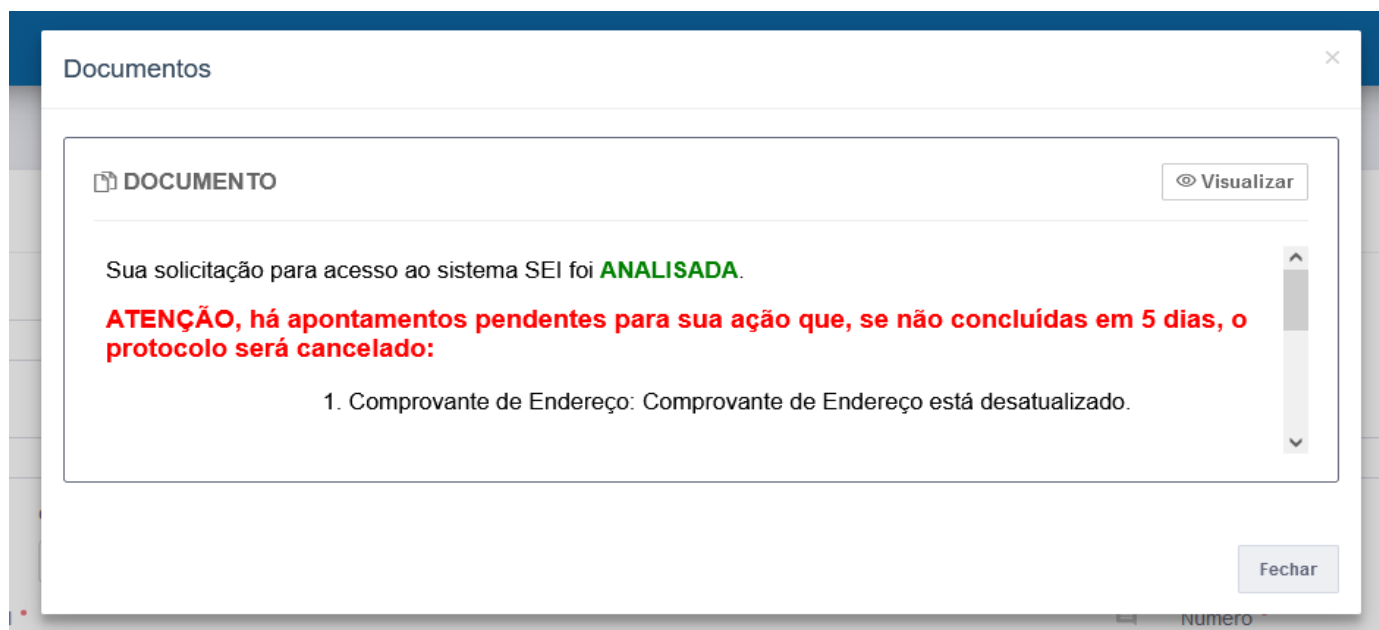 Documentos
×
DOCUMENTO
Visualizar
Sua solicitação para acesso ao sistema SEI foi ANALISADA.
ATENÇÃO, há apontamentos pendentes para sua ação que, se não concluídas em 5 dias, o
protocolo será cancelado:
1. Comprovante de Endereço: Comprovante de Endereço está desatualizado.
Fechar
Número *